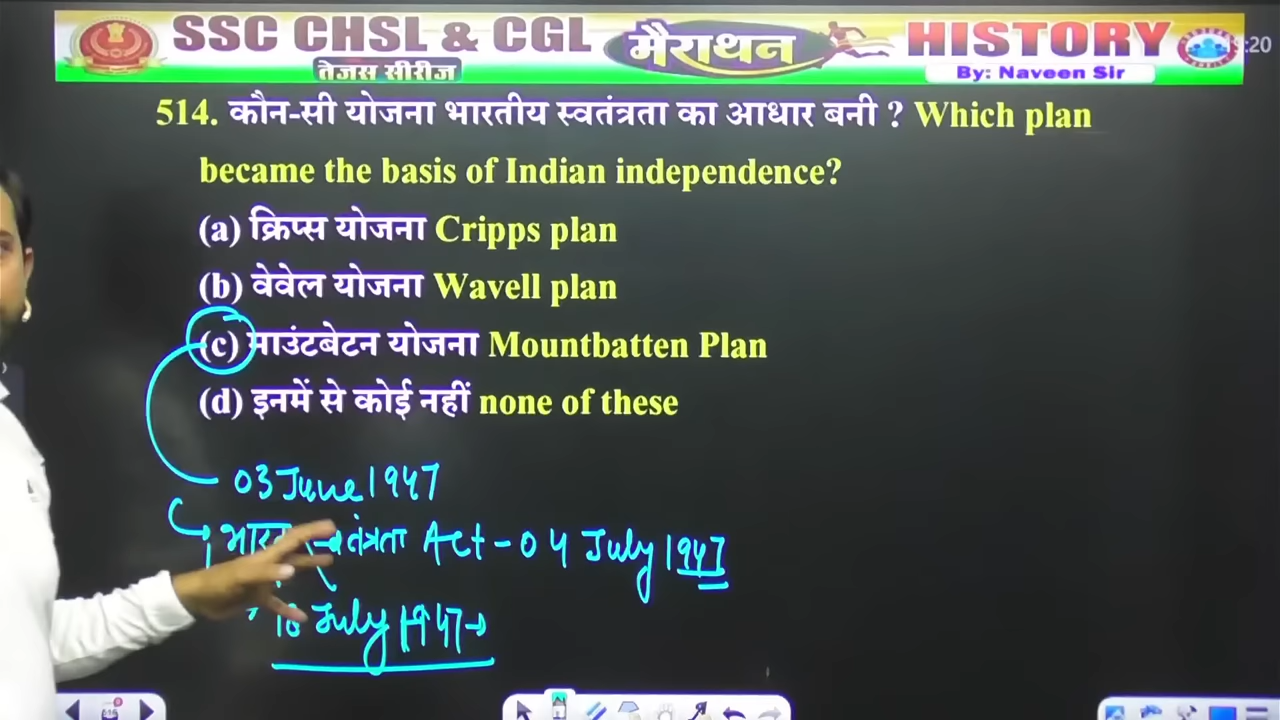 SSC CHSL & CGL मैराथन HISTORY
तेजस सीरीज By: Naveen Sir
:20
514. कौन-सी योजना भारतीय स्वतंत्रता का आधार बनी ? Which plan
became the basis of Indian independence?
(a) क्रिप्स योजना Cripps plan
(b) वेवेल योजना Wavell plan
(c) माउंटबेटन योजना Mountbatten Plan
(d) इनमें से कोई नहीं none of these
03 June 1947
स्वतंत्रता Act - 04 July 1947
18 July 1947